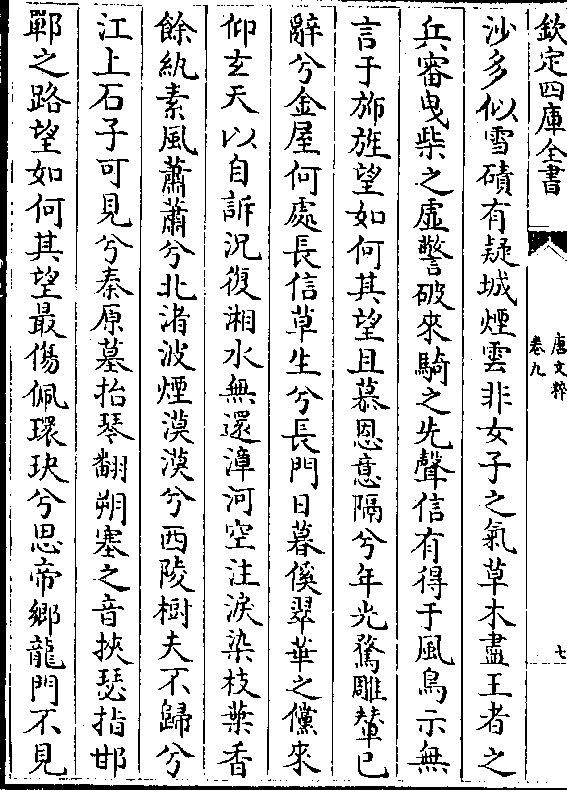 欽定四庫全書
唐文粹
卷九
七
沙多似雪磧有疑城煙雲非女子之氣草木盡王者之
兵審曳柴之虛警破來騎之先聲信有得于風鳥示無
言于斾旌望如何其望且慕恩意隔兮年光騖雕輦已
辭兮金屋何處長信草生兮長門日暮傒翠華之儻來
仰玄天以自訴況復湘水無還漳河空注淚染枝葉香
餘紈素風蕭蕭兮北渚波煙漠漠兮西陵樹夫不歸兮
江上石子可見兮秦原墓抬琴翻朔塞之音挾瑟指邯
鄲之路望如何其望最傷佩環玦兮思帝鄉龍門不見